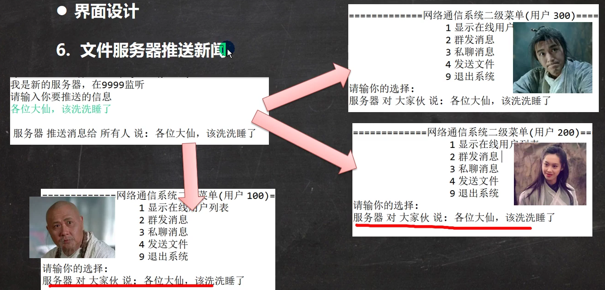 ● 界面设计
6. 文件服务器推送新闻
我是新的服务器，在9999监听
请输入你要推送的信息
各位大仙，该洗洗睡了
服务器 推送消息给 所有人 说: 各位大仙，该洗洗睡了
============网络通信系统二级菜单(用户 300)====
1 显示在线用户
2 群发消息
3 私聊消息
4 发送文件
9 退出系统
请输你的选择:
服务器 对 大家伙 说: 各位大仙，该洗洗睡了
============网络通信系统二级菜单(用户 200)==
1 显示在线用户列表
2 群发消息
3 私聊消息
4 发送文件
9 退出系统
请输你的选择:
服务器 对 大家伙 说: 各位大仙，该洗洗睡了
=============网络通信系统二级菜单(用户 100)=
1 显示在线用户列表
2 群发消息
3 私聊消息
4 发送文件
9 退出系统
请输你的选择:
服务器 对 大家伙 说: 各位大仙，该洗洗睡了